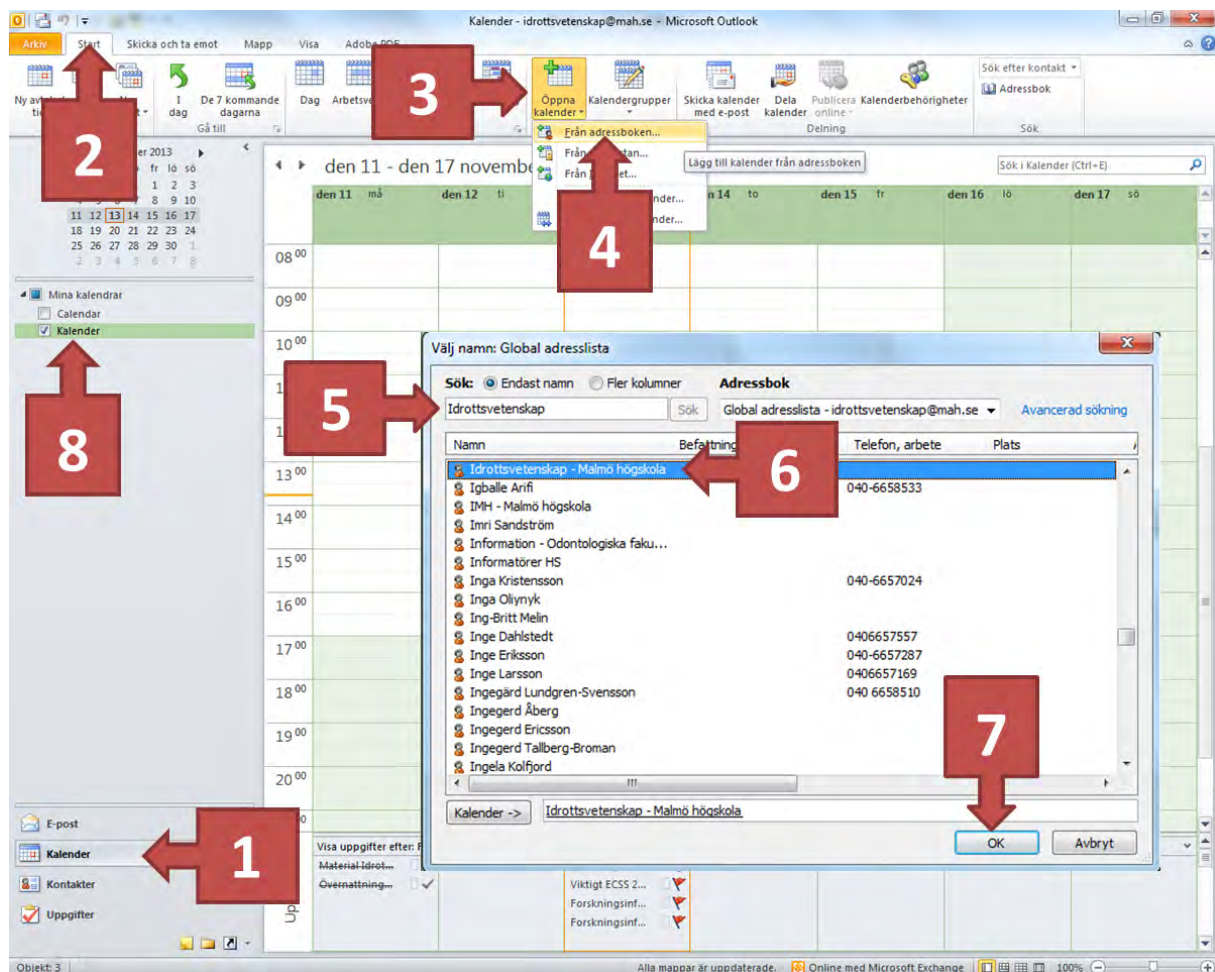 Kalender - idrottsvetenskap@mah.se - Microsoft Outlook
Arkiv Start Skicka och ta emot Mapp Visa Adobe PDF
I dag
De 7 kommande dagarna
Dag
Öppna kalender
Kalendergrupper
Skicka kalender med e-post
Dela kalender
Publicera online
Kalenderbehörigheter
Sök efter kontakt
Adressbok
Gå till
Delning
Sök
2
3
Från adressboken...
Från
Från
Lägg till kalender från adressboken
4
2013
fr lö sö
1 2 3
8 9 10
11 12 13 14 15 16 17
18 19 20 21 22 23 24
25 26 27 28 29 30 1
2 3 4 5 6 7 8
den 11 - den 17
Sök i Kalender (Ctrl+E)
den 11 må
den 12 ti
14 to
den 15 fr
den 16 lö
den 17 sö
08 00
09 00
10 00
13 00
14 00
15 00
16 00
17 00
18 00
19 00
20 00
Mina kalendrar
Calendar
Kalender
8
Välj namn: Global adresslista
Sök: Endast namn Fler kolumner Adressbok
5
Idrottsvetenskap Sök Global adresslista - idrottsvetenskap@mah.se Avancerad sökning
Namn Befattning Telefon, arbete Plats
6
Idrottsvetenskap - Malmö högskola
Igballe Arifi 040-6658533
IMH - Malmö högskola
Imri Sandström
Information - Odontologiska faku...
Informatörer HS
Inga Kristensson 040-6657024
Inga Oliynyk
Ing-Britt Melin
Inge Dahlstedt 0406657557
Inge Eriksson 040-6657287
Inge Larsson 0406657169
Ingegärd Lundgren-Svensson 040 6658510
Ingegerd Åberg
Ingegerd Ericsson
Ingegerd Tallberg-Broman
Ingela Kolfjord
7
Kalender -> Idrottsvetenskap - Malmö högskola
OK Avbryt
E-post
Kalender
1
Kontakter
Uppgifter
Visa uppgifter efter:
Material Idrot...
Övernattning...
Viktigt ECSS 2...
Forskningsinf...
Forskningsinf...
Objekt: 3
Alla mappar är uppdaterade. Online med Microsoft Exchange 100%